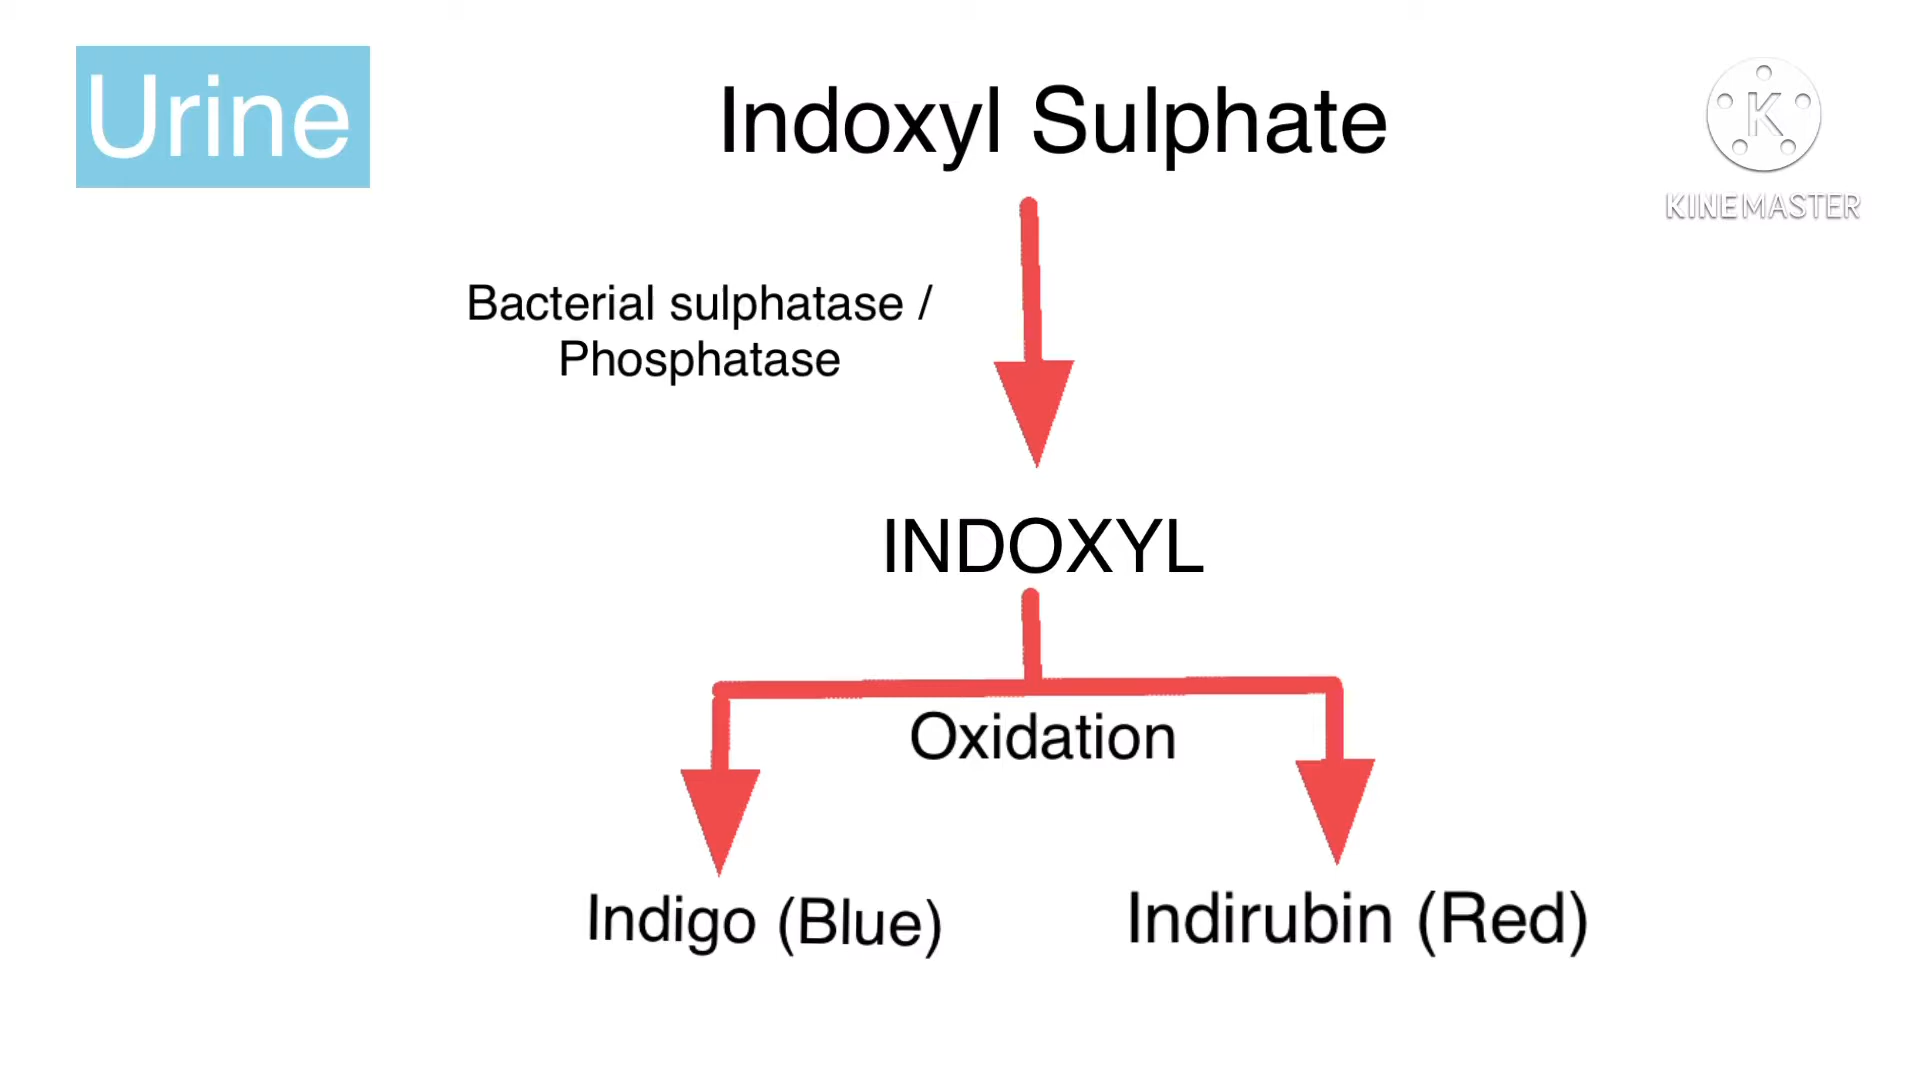 Urine
Indoxyl Sulphate
K
KINEMASTER
Bacterial sulphatase /
Phosphatase
INDOXYL
Oxidation
Indigo (Blue)
Indirubin (Red)